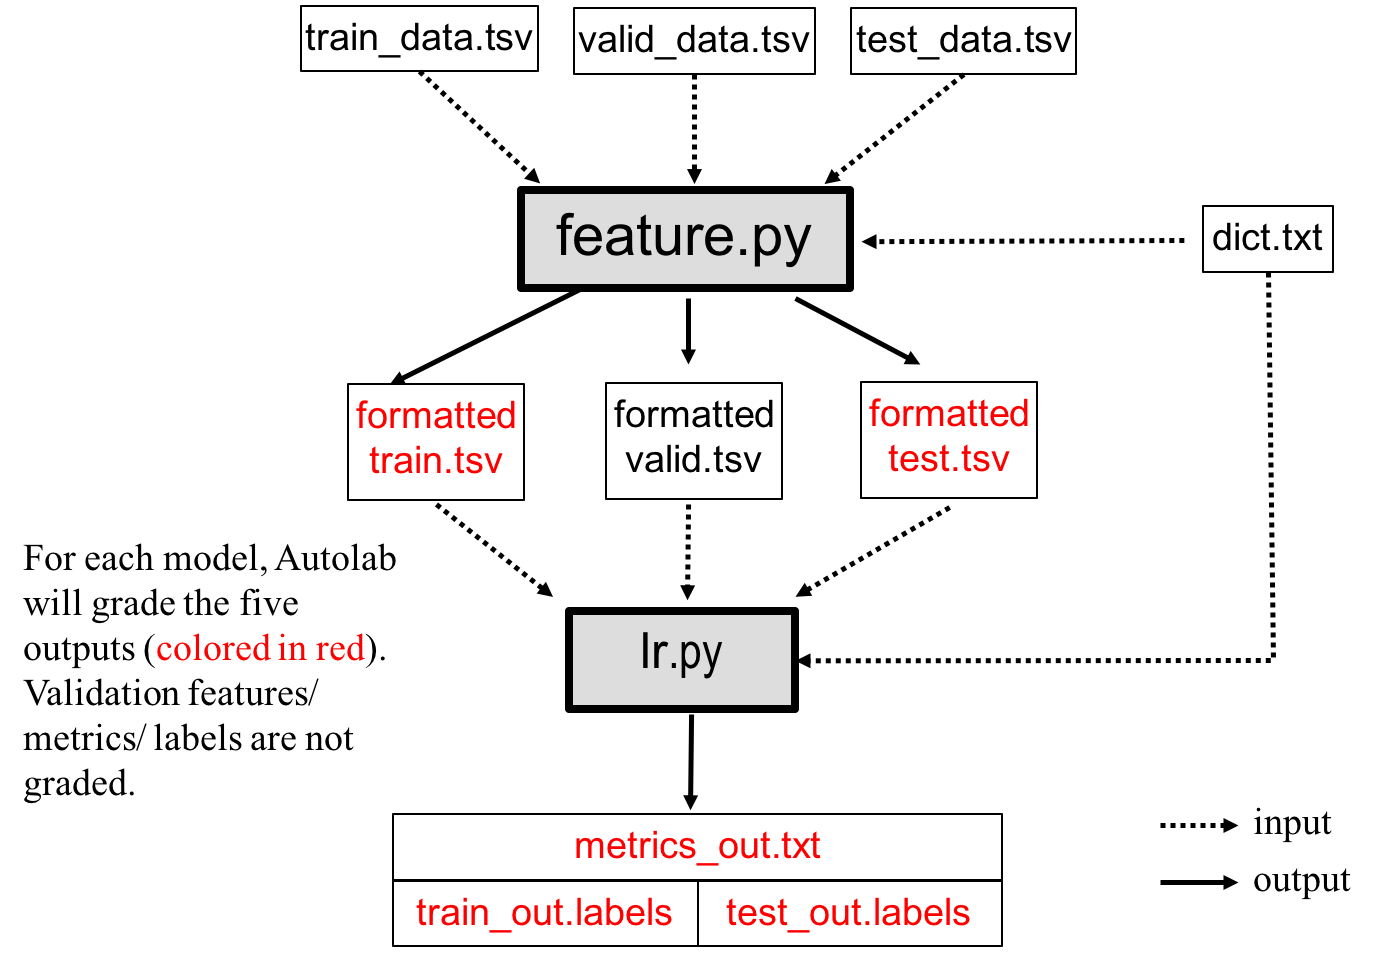 train_data.tsv
valid_data.tsv
test_data.tsv
feature.py
dict.txt
formatted
train.tsv
formatted
valid.tsv
formatted
test.tsv
For each model, Autolab
will grade the five
outputs (colored in red).
Validation features/
metrics/ labels are not
graded.
lr.py
metrics_out.txt
train_out.labels
test_out.labels
input
output